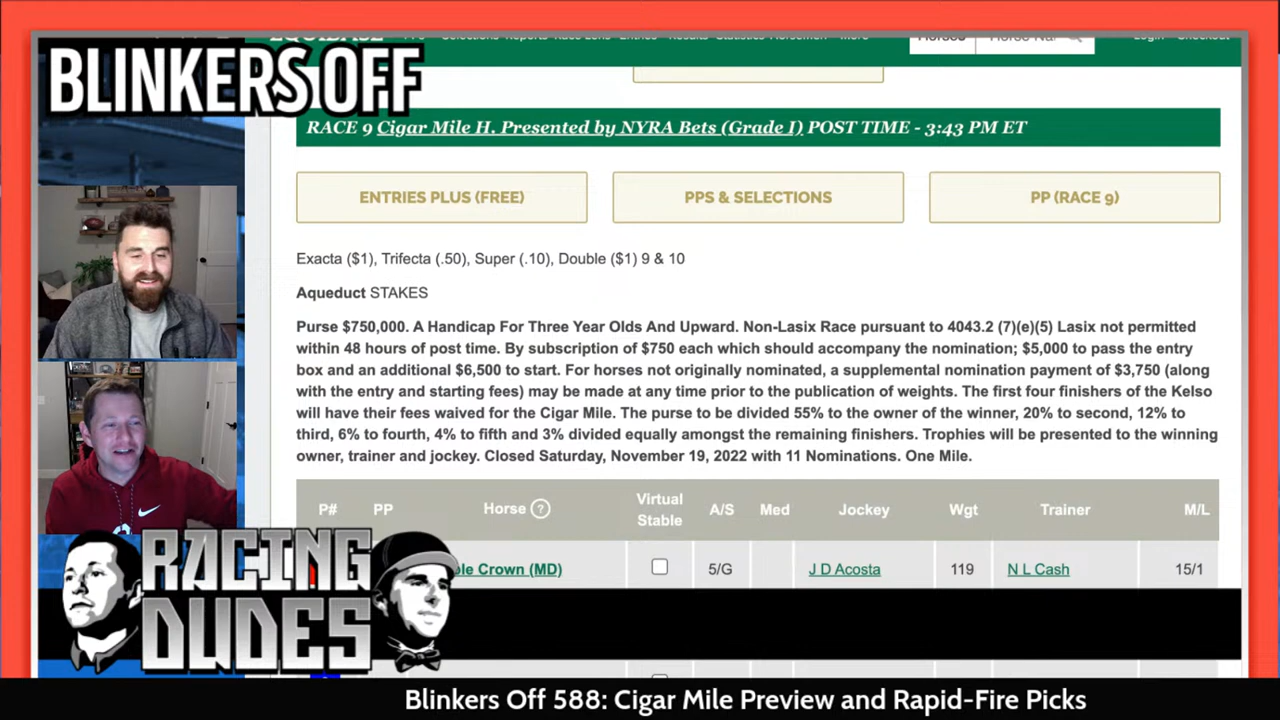 BLINKERS OFF
RACE 9 Cigar Mile H. Presented by NYRA Bets (Grade I) POST TIME - 3:43 PM ET
ENTRIES PLUS (FREE) PPS & SELECTIONS PP (RACE 9)
Exacta ($1), Trifecta (.50), Super (.10), Double ($1) 9 & 10
Aqueduct STAKES
Purse $750,000. A Handicap For Three Year Olds And Upward. Non-Lasix Race pursuant to 4043.2 (7)(e)(5) Lasix not permitted
within 48 hours of post time. By subscription of $750 each which should accompany the nomination; $5,000 to pass the entry
box and an additional $6,500 to start. For horses not originally nominated, a supplemental nomination payment of $3,750 (along
with the entry and starting fees) may be made at any time prior to the publication of weights. The first four finishers of the Kelso
will have their fees waived for the Cigar Mile. The purse to be divided 55% to the owner of the winner, 20% to second, 12% to
third, 6% to fourth, 4% to fifth and 3% divided equally amongst the remaining finishers. Trophies will be presented to the winning
owner, trainer and jockey. Closed Saturday, November 19, 2022 with 11 Nominations. One Mile.
P# PP Horse ? Virtual Stable A/S Med Jockey Wgt Trainer M/L
le Crown (MD) 5/G J D Acosta 119 N L Cash 15/1
RACING
DUDES
Blinkers Off 588: Cigar Mile Preview and Rapid-Fire Picks